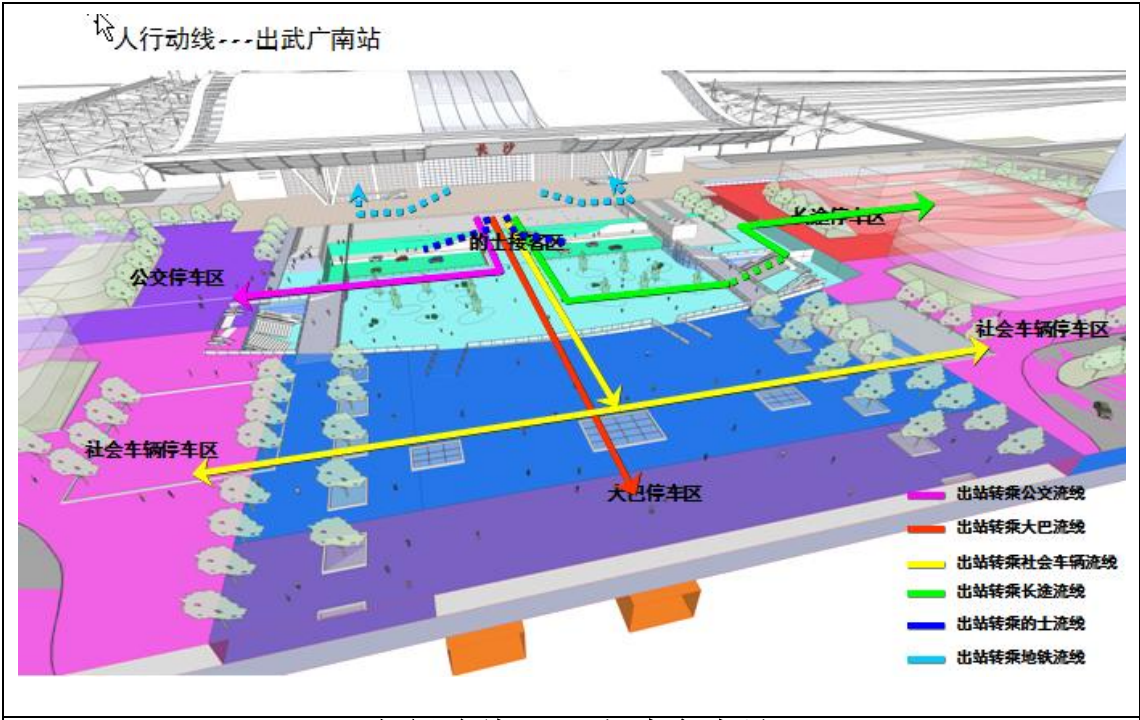 人行动线---出武广南站
长沙
长途停车区
的士接客区
公交停车区
社会车辆停车区
社会车辆停车区
大巴停车区
出站转乘公交流线
出站转乘大巴流线
出站转乘社会车辆流线
出站转乘长途流线
出站转乘的士流线
出站转乘地铁流线